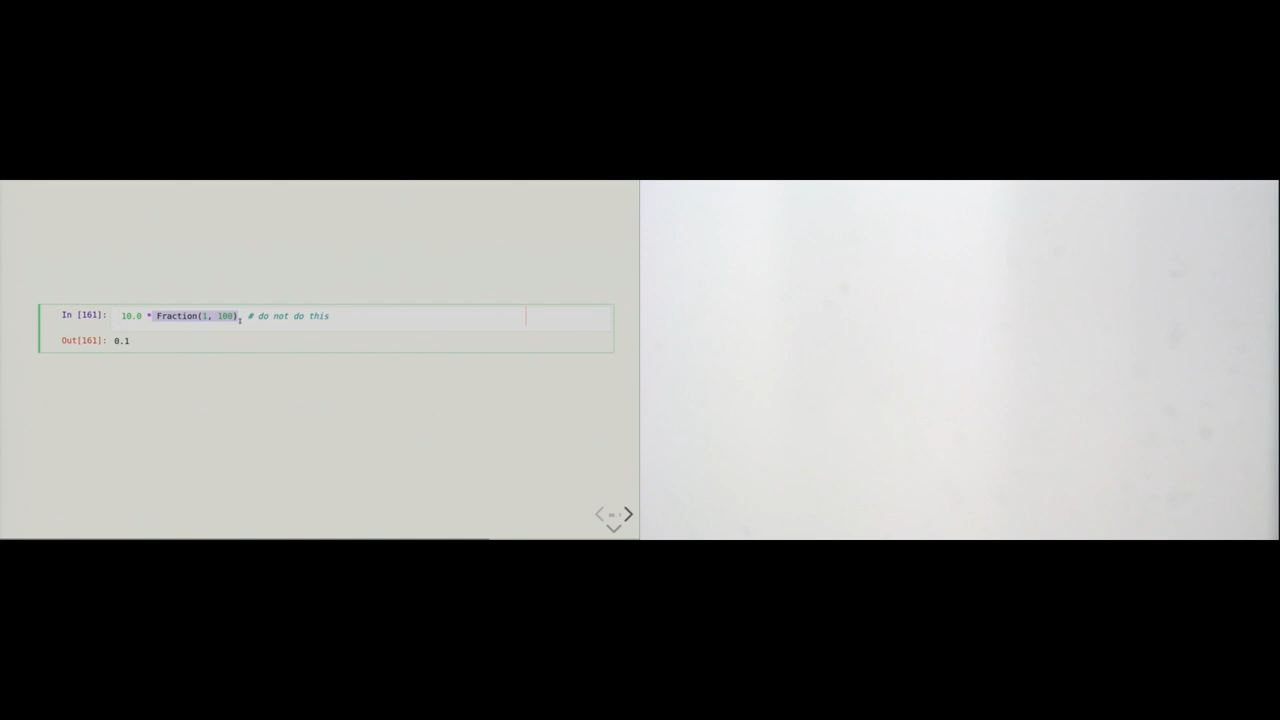 In [161]: 10.0 * Fraction(1, 100) # do not do this
Out[161]: 0.1